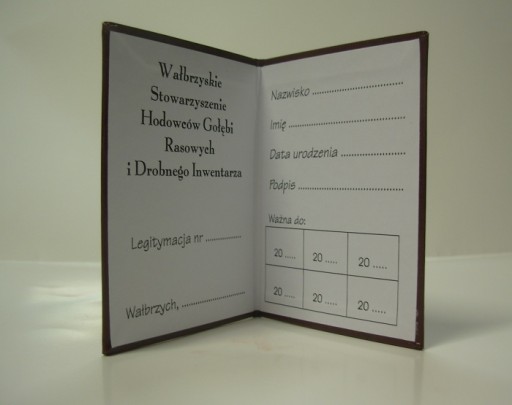 Wałbrzyskie
Stowarzyszenie
Hodowców Gołębi
Rasowych
i Drobnego Inwentarza
Legitymacja nr ................
Wałbrzych, ........................
Nazwisko ................................
Imię ........................................
Data urodzenia ......................
Podpis ....................................
Ważna do:
20 ..... 20 ..... 20 .....
20 ..... 20 ..... 20 .....